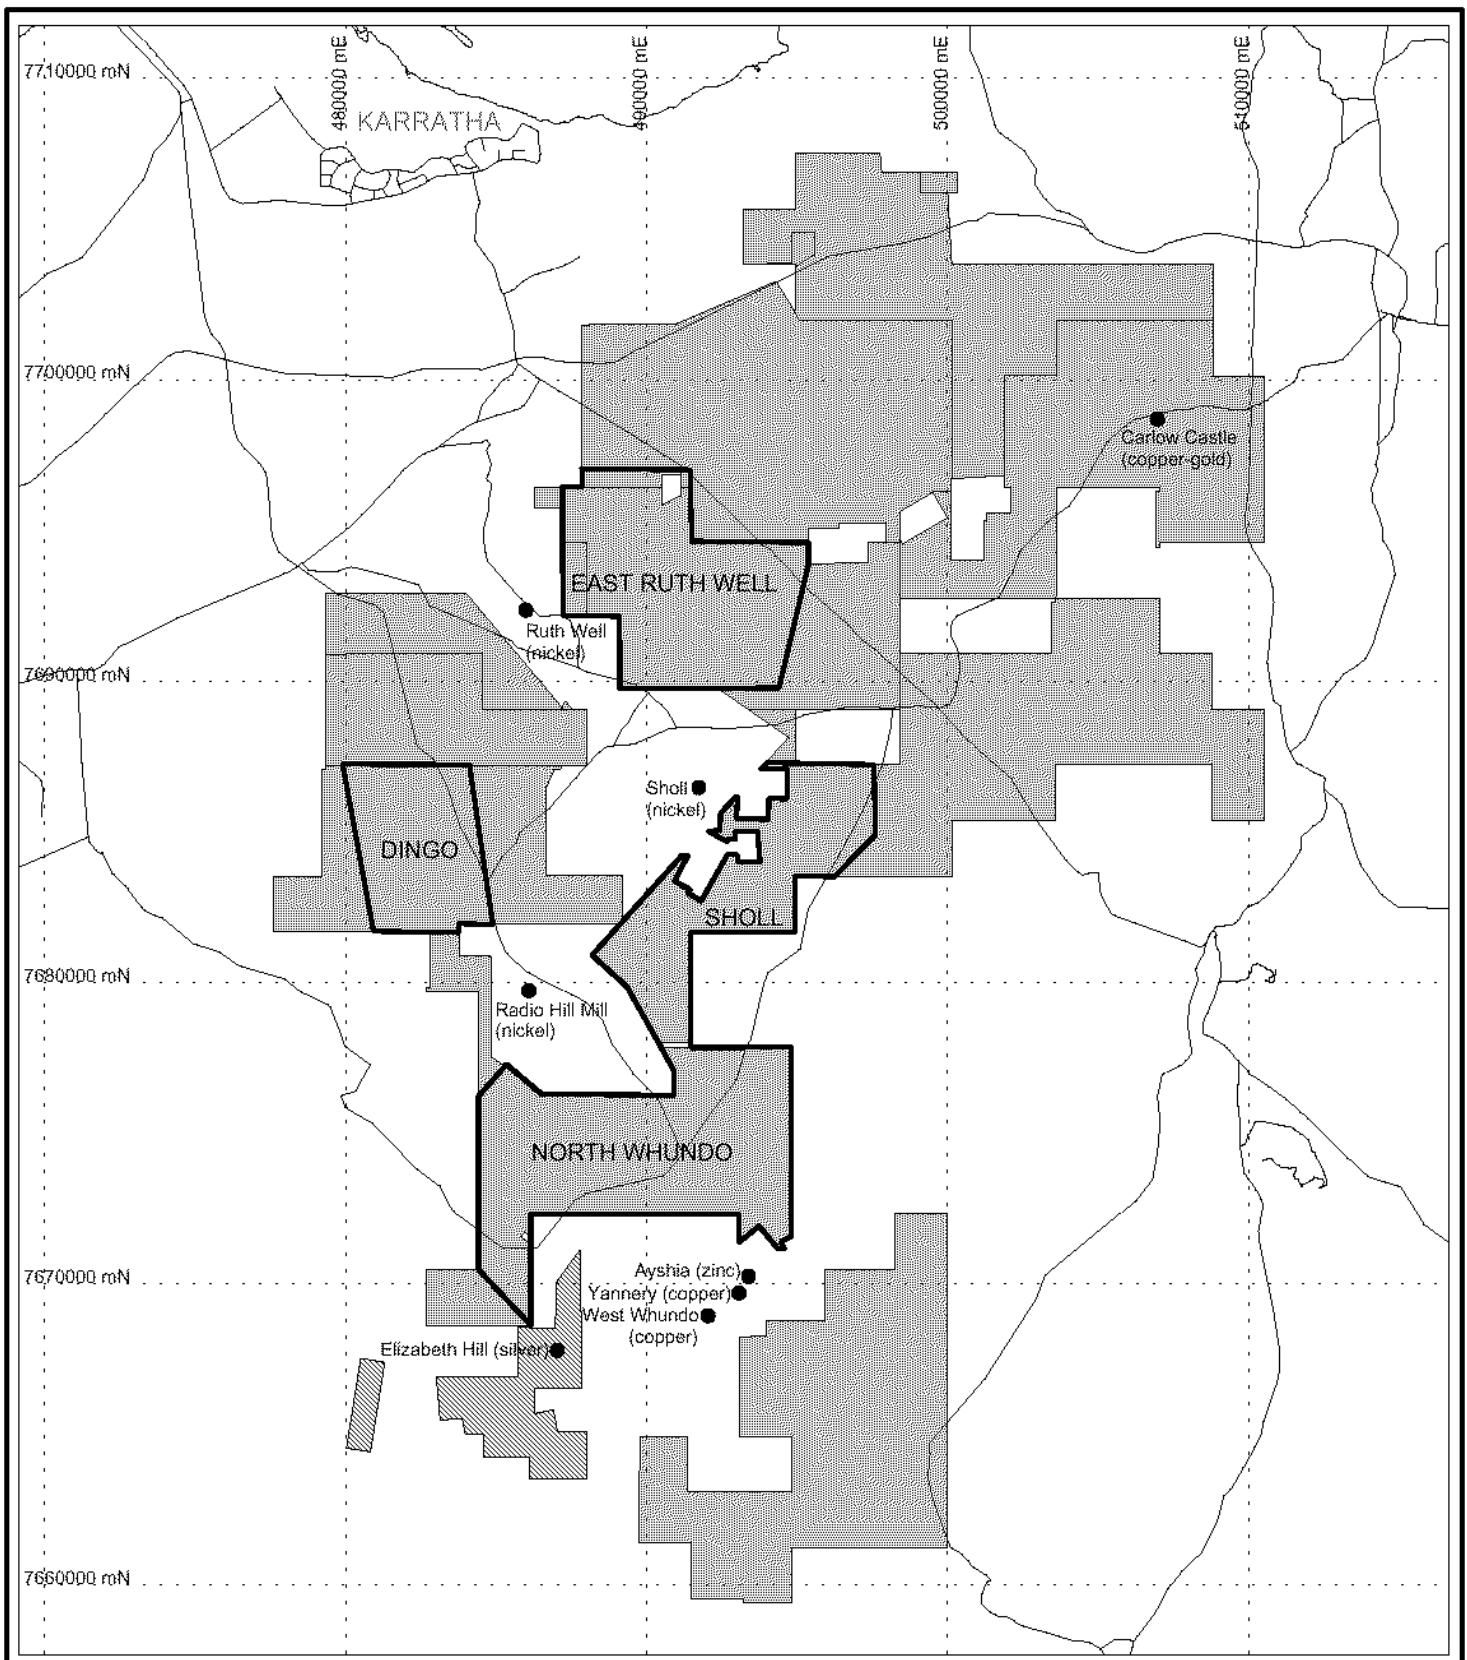 480000 mE
490000 mE
500000 mE
510000 mE
7710000 mN
KARRATHA
7700000 mN
Carlow Castle
(copper-gold)
EAST RUTH WELL
Ruth Well
(nickel)
7690000 mN
Sholl
(nickel)
DINGO
SHOLL
7680000 mN
Radio Hill Mill
(nickel)
NORTH WHUNDO
7670000 mN
Ayshia (zinc)
Yannery (copper)
West Whundo
(copper)
Elizabeth Hill (silver)
7660000 mN